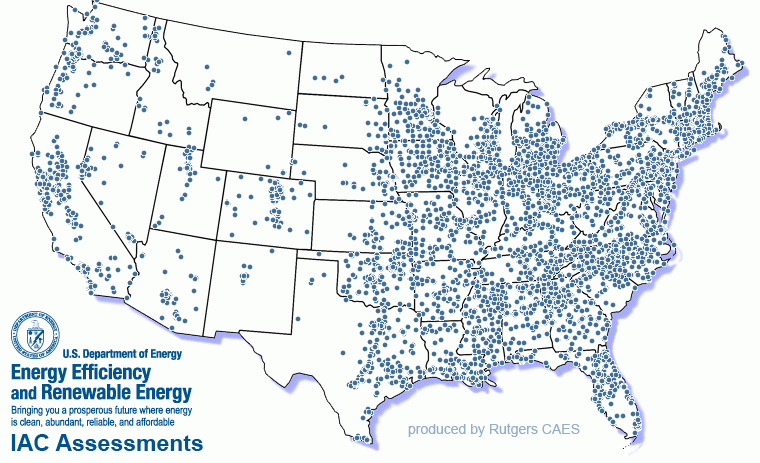 U.S. Department of Energy
Energy Efficiency
and Renewable Energy
Bringing you a prosperous future where energy
is clean, abundant, reliable, and affordable
IAC Assessments
produced by Rutgers CAES